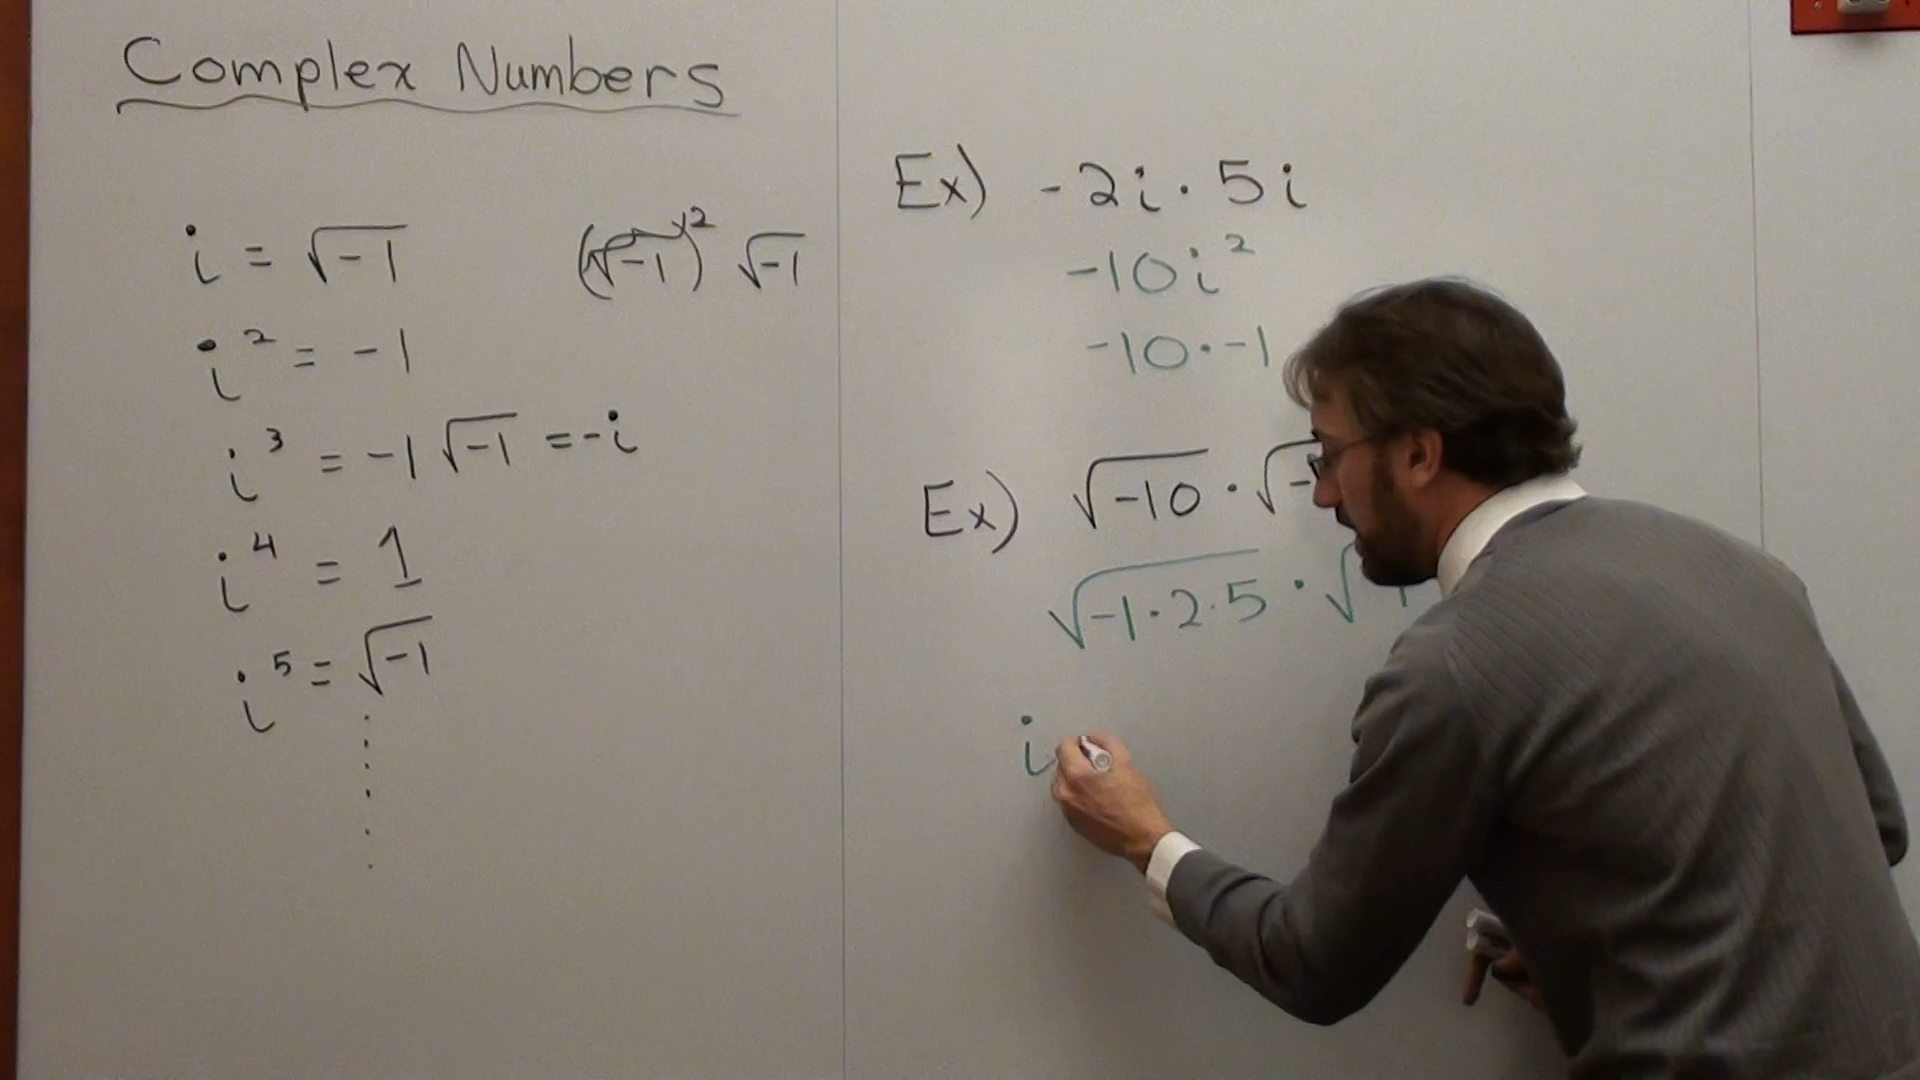 Complex Numbers
i = √-1 (√-1)² √-1
i² = -1
i³ = -1 √-1 = -i
i⁴ = 1
i⁵ = √-1
Ex) -2i · 5i
-10i²
-10 · -1
Ex) √-10 · √-
√-1·2·5 · √
i